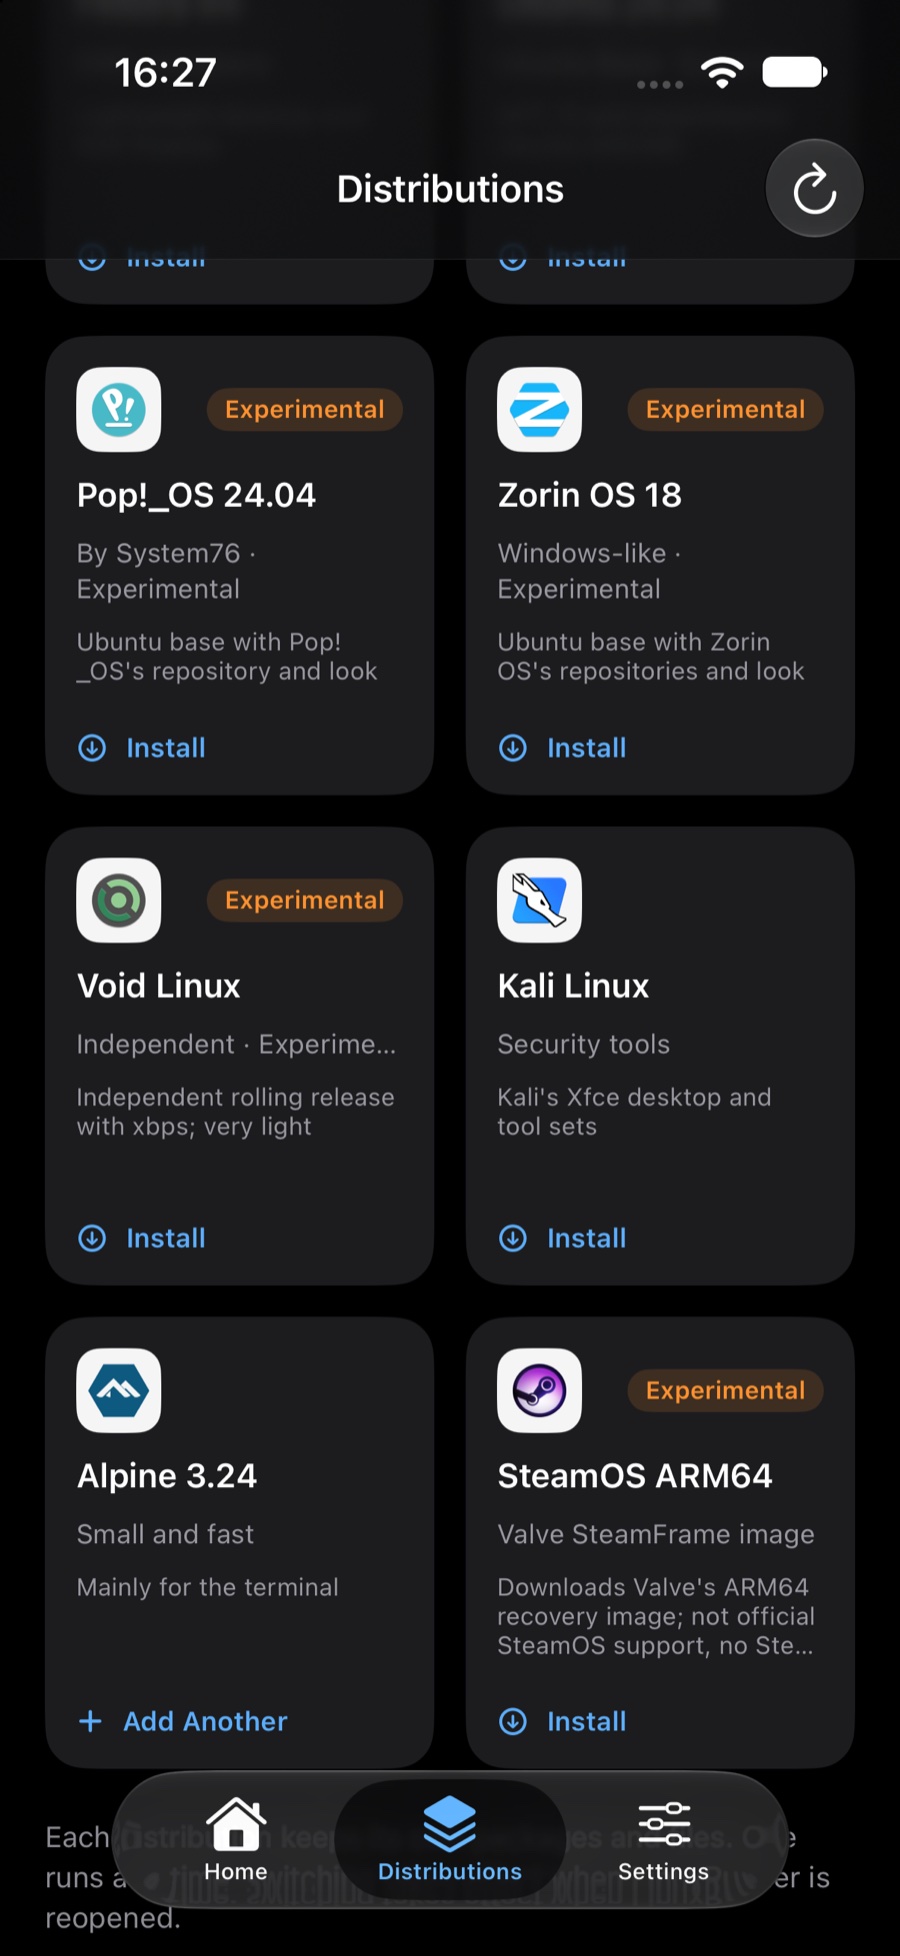 16:27
Distributions
Install
Install
Experimental
Pop!_OS 24.04
By System76 ·
Experimental
Ubuntu base with Pop!
_OS's repository and look
Install
Experimental
Zorin OS 18
Windows-like ·
Experimental
Ubuntu base with Zorin
OS's repositories and look
Install
Experimental
Void Linux
Independent · Experime...
Independent rolling release
with xbps; very light
Install
Kali Linux
Security tools
Kali's Xfce desktop and
tool sets
Install
Alpine 3.24
Small and fast
Mainly for the terminal
Add Another
Experimental
SteamOS ARM64
Valve SteamFrame image
Downloads Valve's ARM64
recovery image; not official
SteamOS support, no Ste...
Install
Each
runs a
er is
reopened.
Home
Distributions
Settings